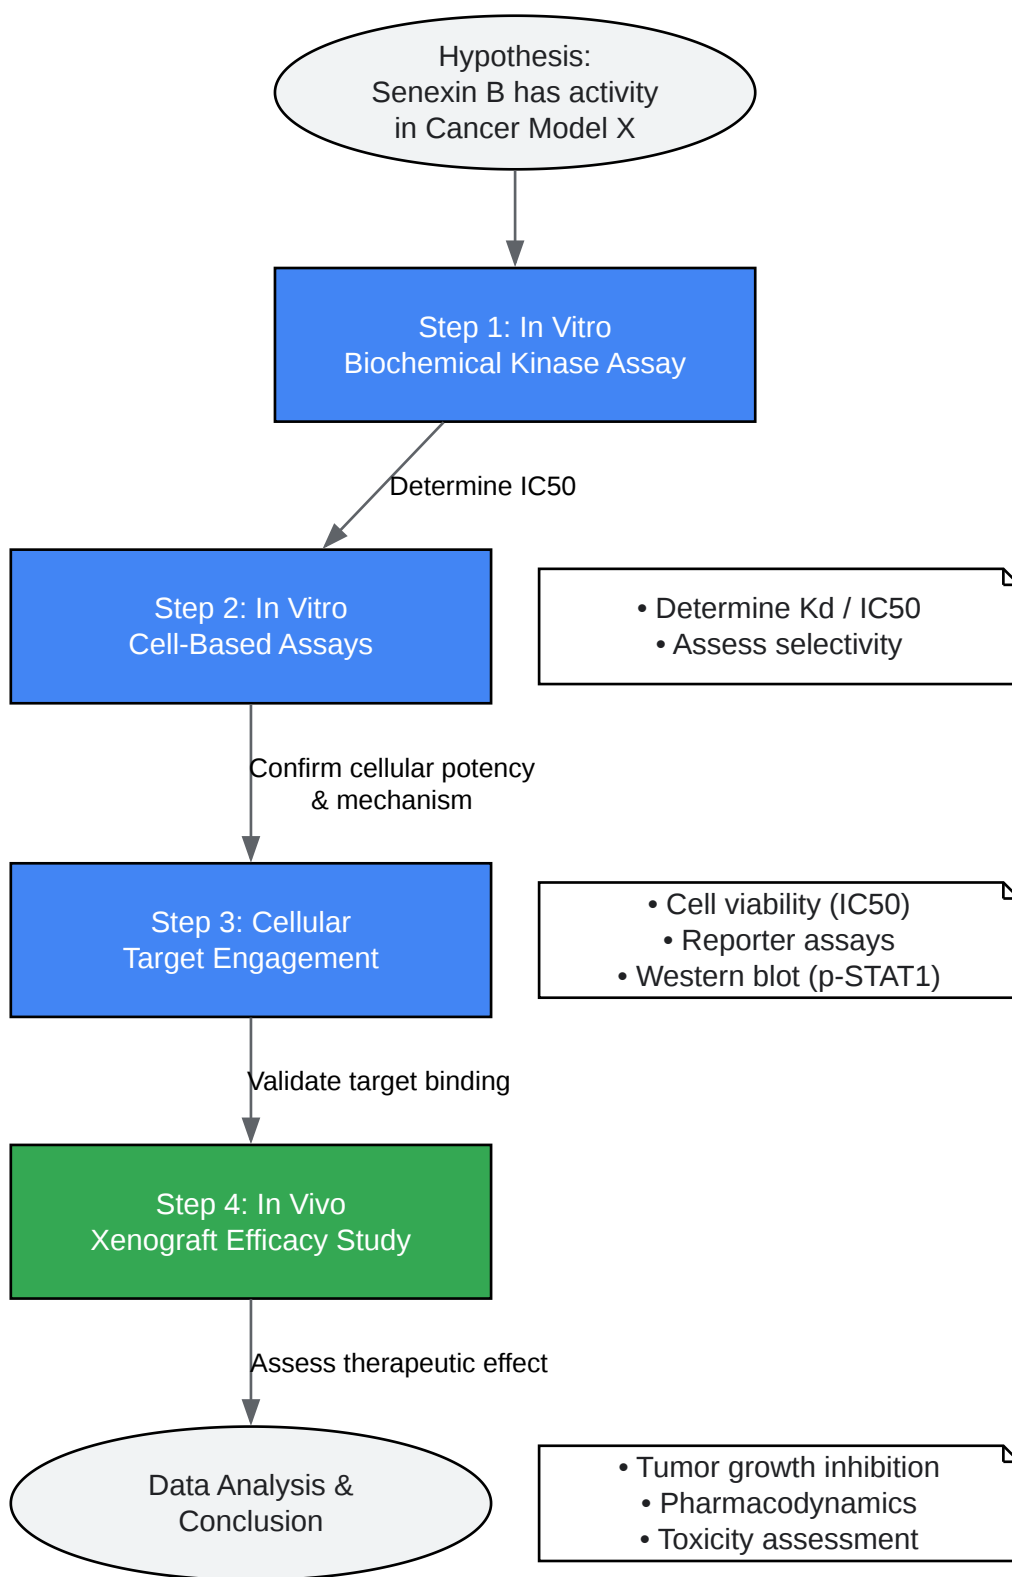 Hypothesis:
Senexin B has activity
in Cancer Model X
Step 1: In Vitro
Biochemical Kinase Assay
Determine IC50
Step 2: In Vitro
Cell-Based Assays
• Determine Kd / IC50
• Assess selectivity
Confirm cellular potency
& mechanism
Step 3: Cellular
Target Engagement
• Cell viability (IC50)
• Reporter assays
• Western blot (p-STAT1)
Validate target binding
Step 4: In Vivo
Xenograft Efficacy Study
Assess therapeutic effect
Data Analysis &
Conclusion
• Tumor growth inhibition
• Pharmacodynamics
• Toxicity assessment